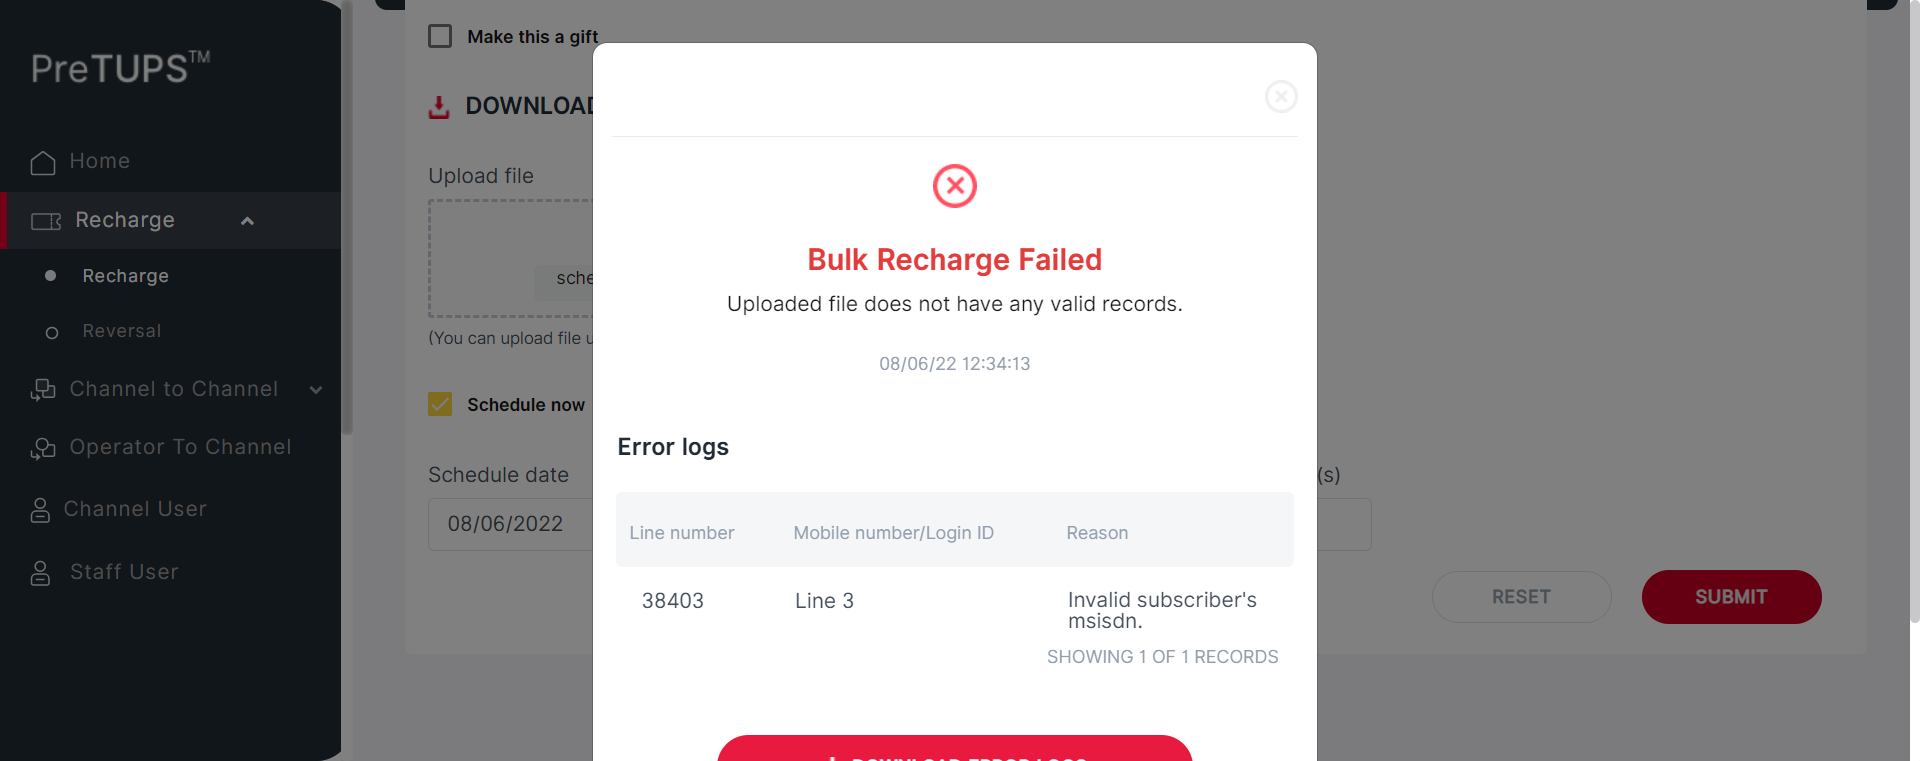 PreTUPS™
Home
Recharge
Recharge
Reversal
Channel to Channel
Operator To Channel
Channel User
Staff User
Make this a gift
DOWNLOAD
Upload file
sche
(You can upload file u
Schedule now
Schedule date
(s)
08/06/2022
RESET
SUBMIT
Bulk Recharge Failed
Uploaded file does not have any valid records.
08/06/22 12:34:13
Error logs
Line number Mobile number/Login ID Reason
38403 Line 3 Invalid subscriber's
msisdn.
SHOWING 1 OF 1 RECORDS
DOWNLOAD ERROR LOGS